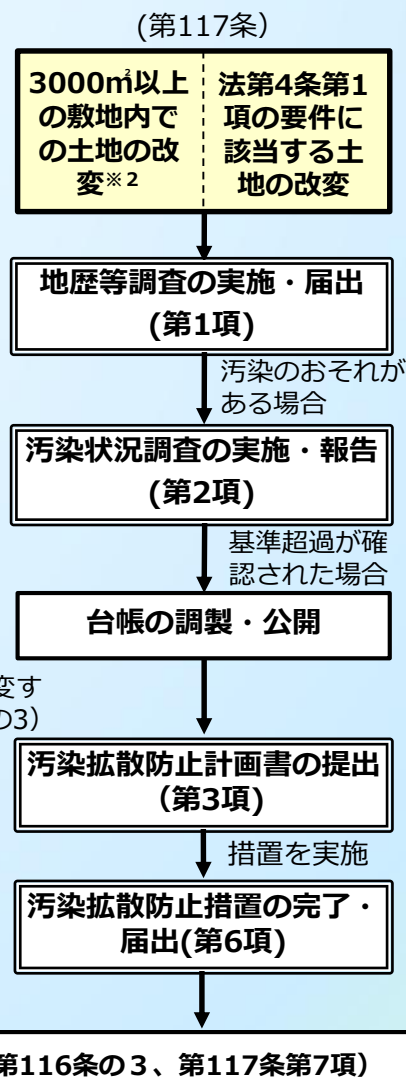 (第117条)
3000㎡以上
の敷地内で
の土地の改
変※2
法第4条第1
項の要件に
該当する土
地の改変
地歴等調査の実施・届出
(第1項)
汚染のおそれが
ある場合
汚染状況調査の実施・報告
(第2項)
基準超過が確
認された場合
台帳の調製・公開
変す
の3)
汚染拡散防止計画書の提出
(第3項)
措置を実施
汚染拡散防止措置の完了・
届出(第6項)
第116条の3、第117条第7項)